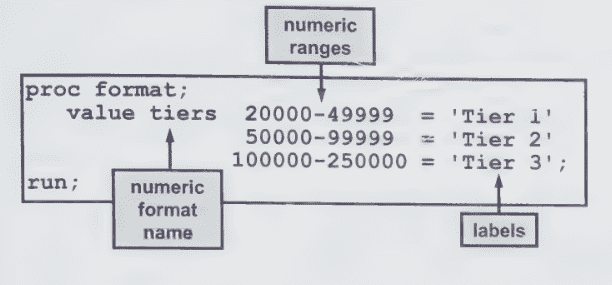 numeric
ranges
proc format;
value tiers 20000-49999 = 'Tier 1'
50000-99999 = 'Tier 2'
100000-250000 = 'Tier 3';
run;
numeric
format
name
labels